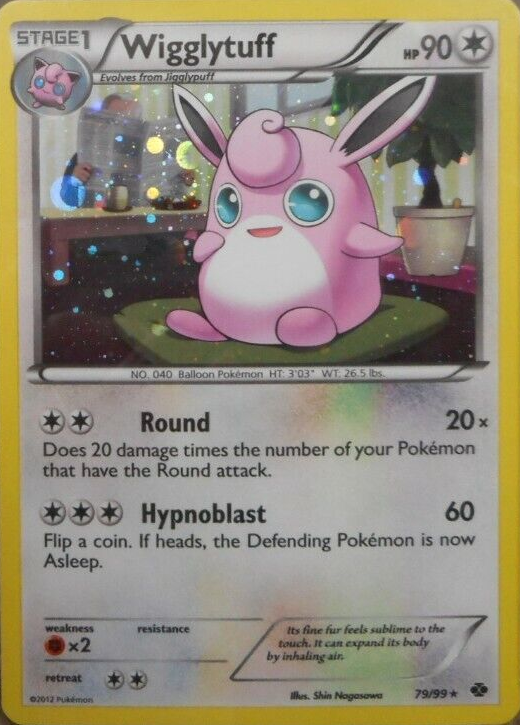 STAGE1 Wigglytuff HP90
Evolves from Jigglypuff
NO. 040 Balloon Pokémon HT: 3'03" WT: 26.5 lbs.
Round 20x
Does 20 damage times the number of your Pokémon
that have the Round attack.
Hypnoblast 60
Flip a coin. If heads, the Defending Pokémon is now
Asleep.
weakness resistance
×2
retreat
Its fine fur feels sublime to the
touch. It can expand its body
by inhaling air.
©2012 Pokémon Illus. Shin Nagasawa 79/99★